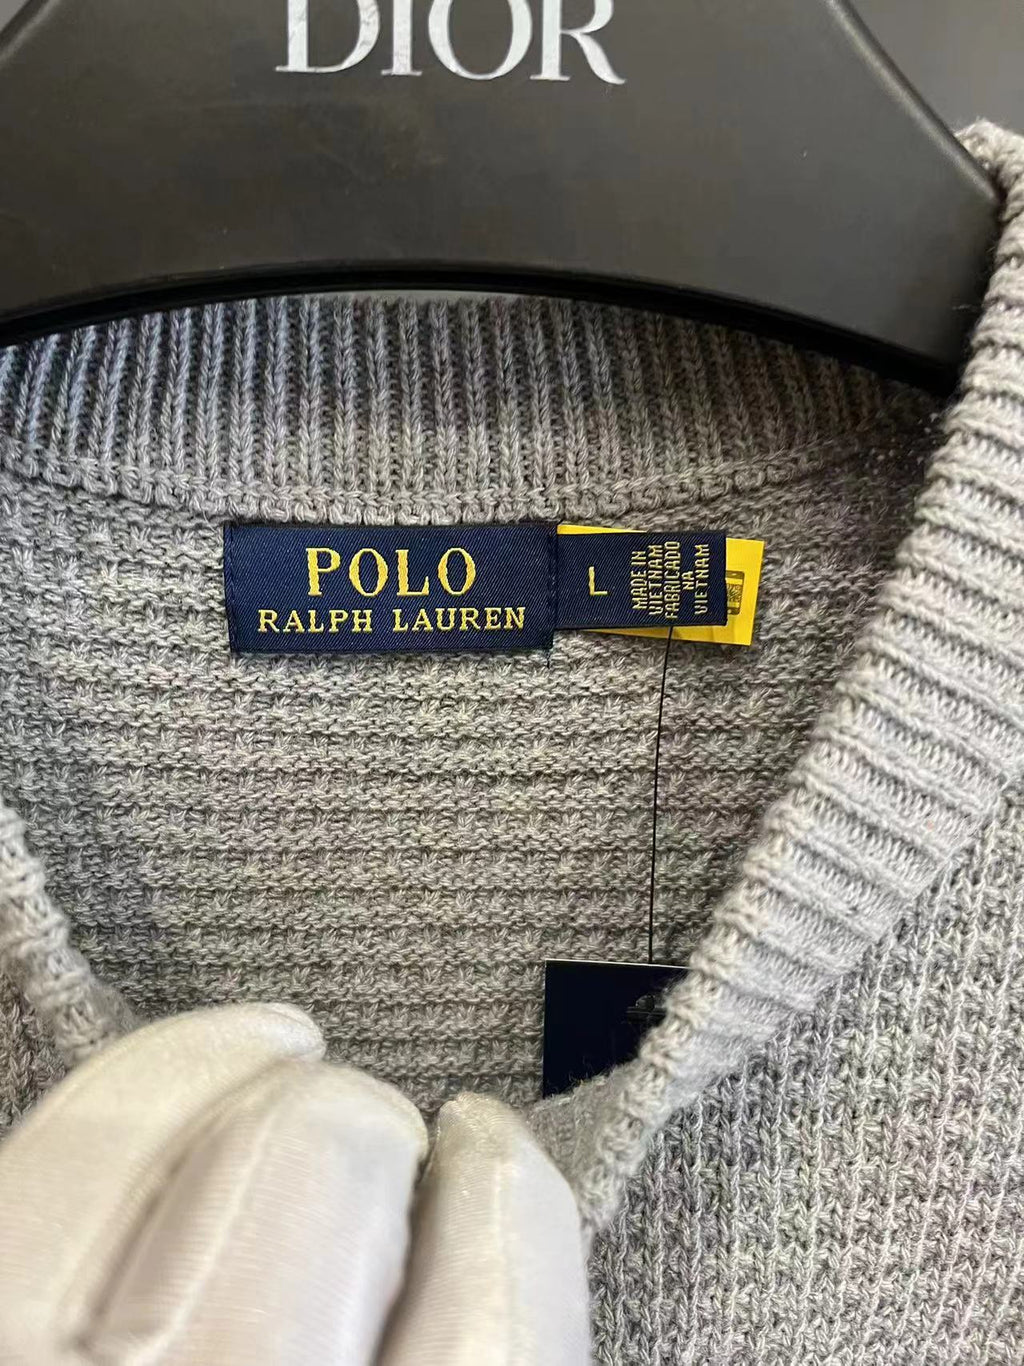 DIOR
POLO
RALPH LAUREN
L
MADE IN
VIETNAM
FABRICADO
NA
VIETNAM